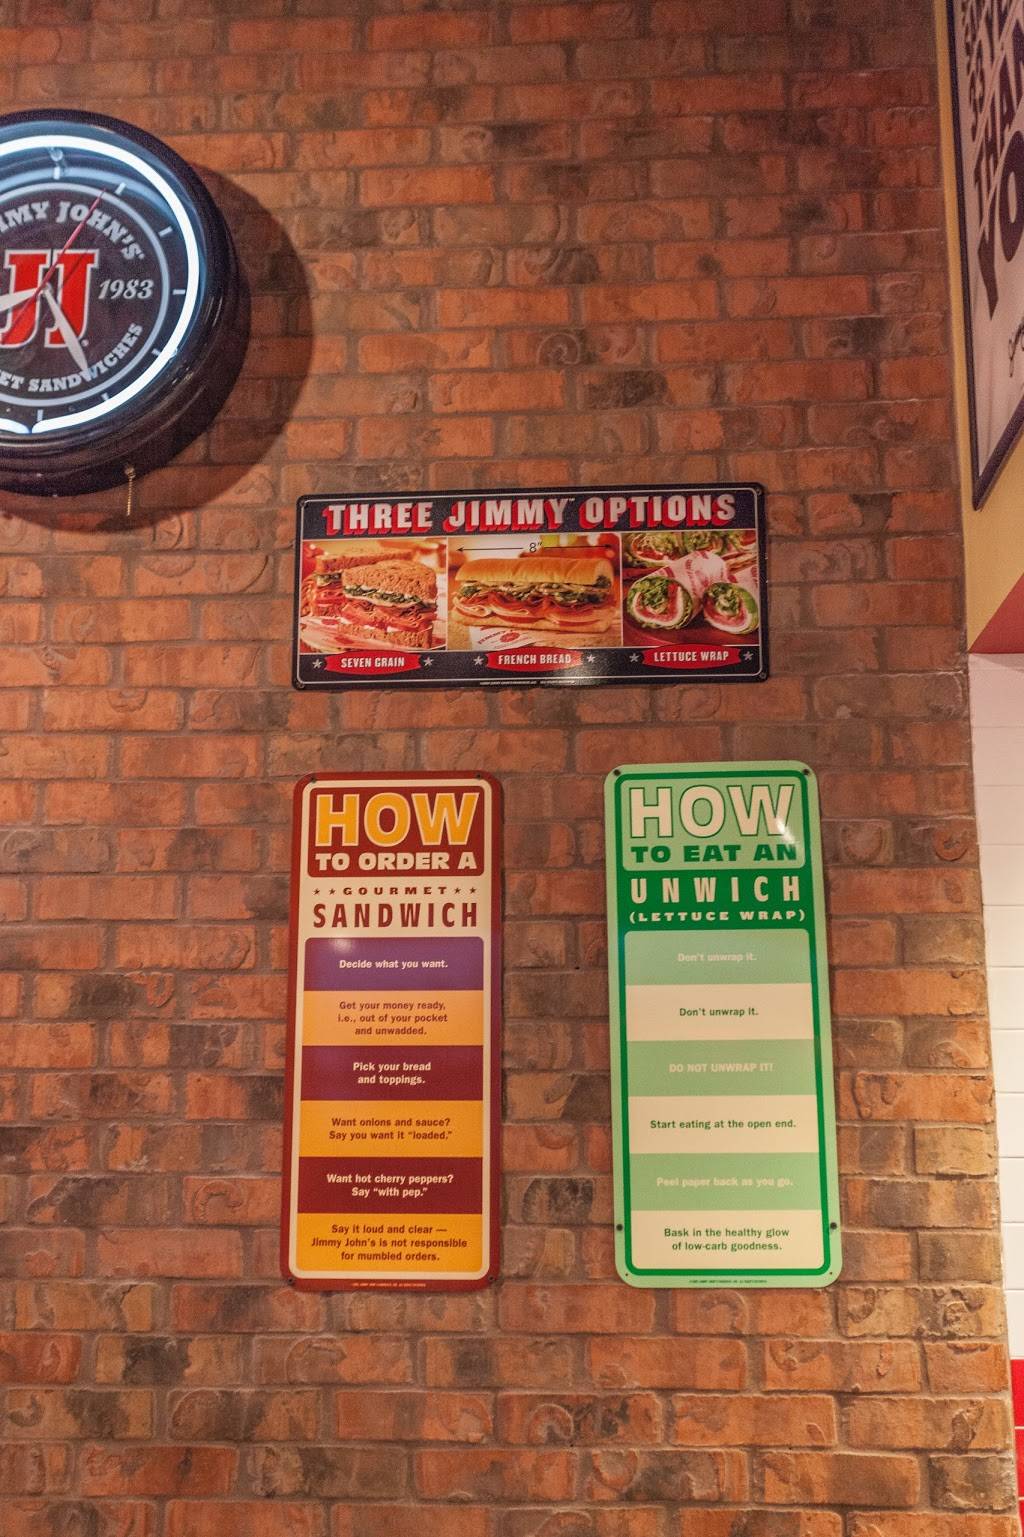 MY JOHN'S
JJ
1983
ET SANDWICHES
THREE JIMMY OPTIONS
8"
SEVEN GRAIN
FRENCH BREAD
LETTUCE WRAP
HOW
TO ORDER A
GOURMET
SANDWICH
Decide what you want.
Get your money ready,
i.e., out of your pocket
and unwadded.
Pick your bread
and toppings.
Want onions and sauce?
Say you want it "loaded."
Want hot cherry peppers?
Say "with pep."
Say it loud and clear —
Jimmy John's is not responsible
for mumbled orders.
HOW
TO EAT AN
UNWICH
(LETTUCE WRAP)
Don't unwrap it.
Don't unwrap it.
DO NOT UNWRAP IT!
Start eating at the open end.
Peel paper back as you go.
Bask in the healthy glow
of low-carb goodness.